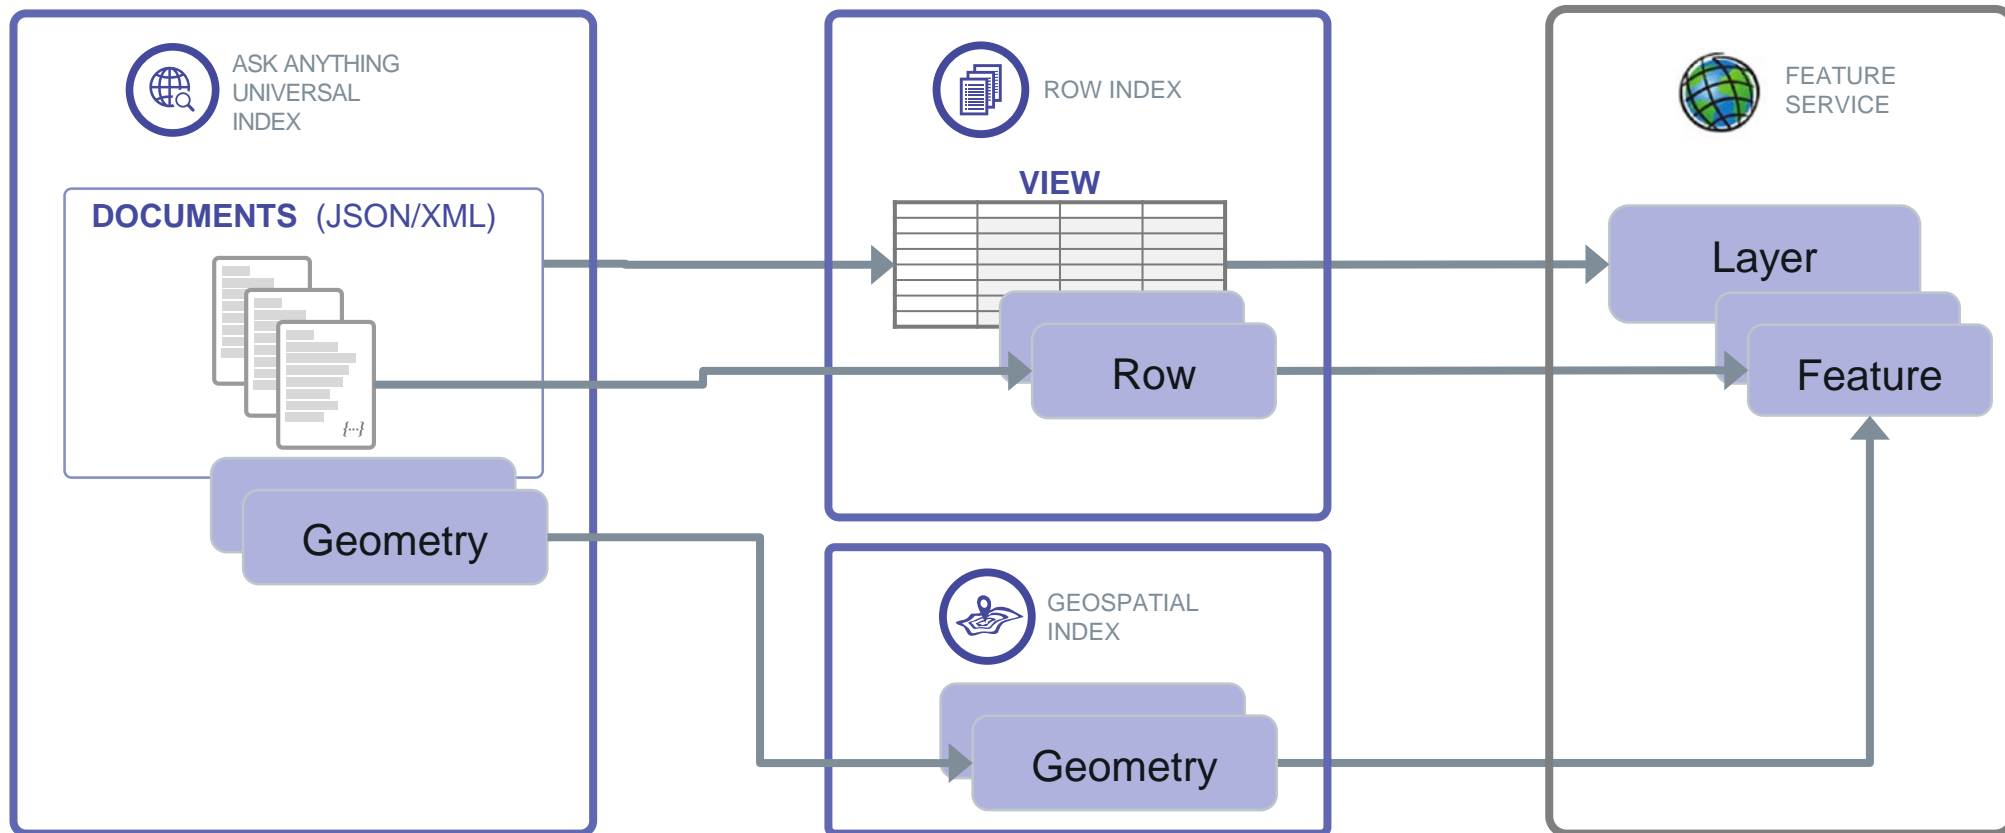 ASK ANYTHING
UNIVERSAL
INDEX
DOCUMENTS (JSON/XML)
{...}
Geometry
ROW INDEX
VIEW
Row
GEOSPATIAL
INDEX
Geometry
FEATURE
SERVICE
Layer
Feature